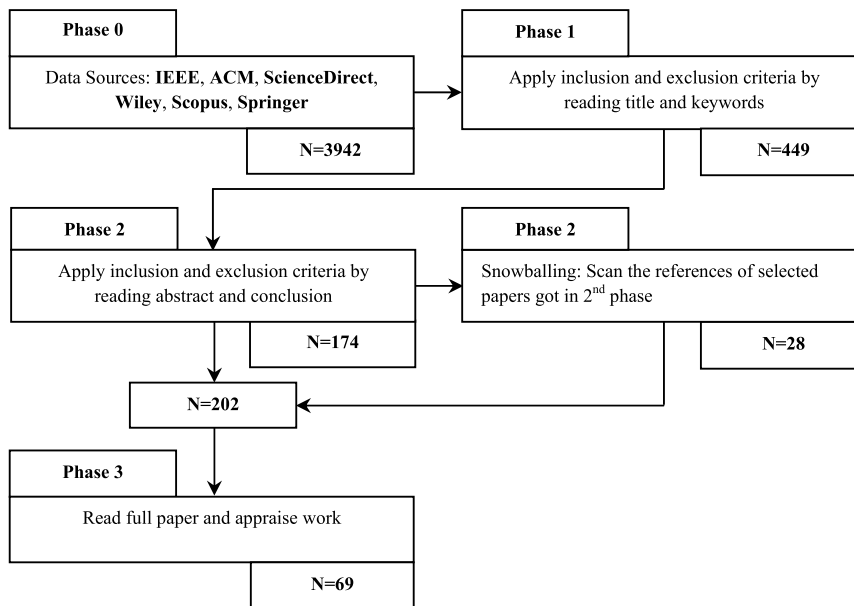 Phase 0
Data Sources: IEEE, ACM, ScienceDirect,
Wiley, Scopus, Springer
N=3942
Phase 1
Apply inclusion and exclusion criteria by
reading title and keywords
N=449
Phase 2
Apply inclusion and exclusion criteria by
reading abstract and conclusion
N=174
Phase 2
Snowballing: Scan the references of selected
papers got in 2nd phase
N=28
N=202
Phase 3
Read full paper and appraise work
N=69